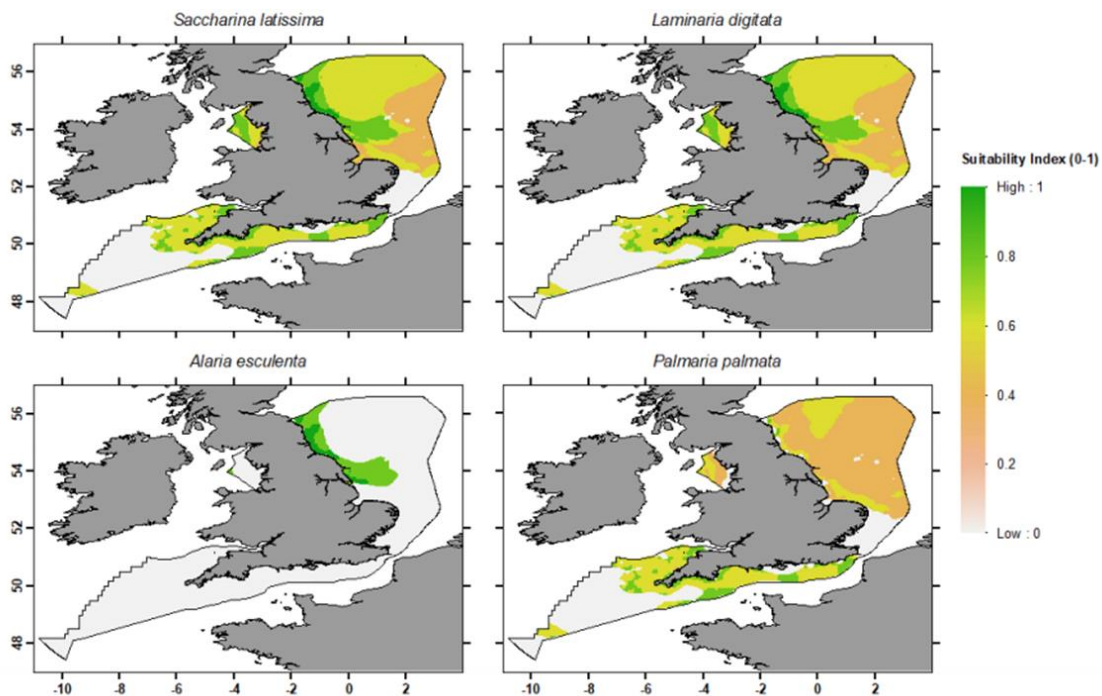 Saccharina latissima
Laminaria digitata
56
54
52
50
48
Suitability Index (0-1)
High : 1
0.8
0.6
0.4
0.2
Low : 0
Alaria esculenta
Palmaria palmata
56
54
52
50
48
-10 -8 -6 -4 -2 0 2
-10 -8 -6 -4 -2 0 2